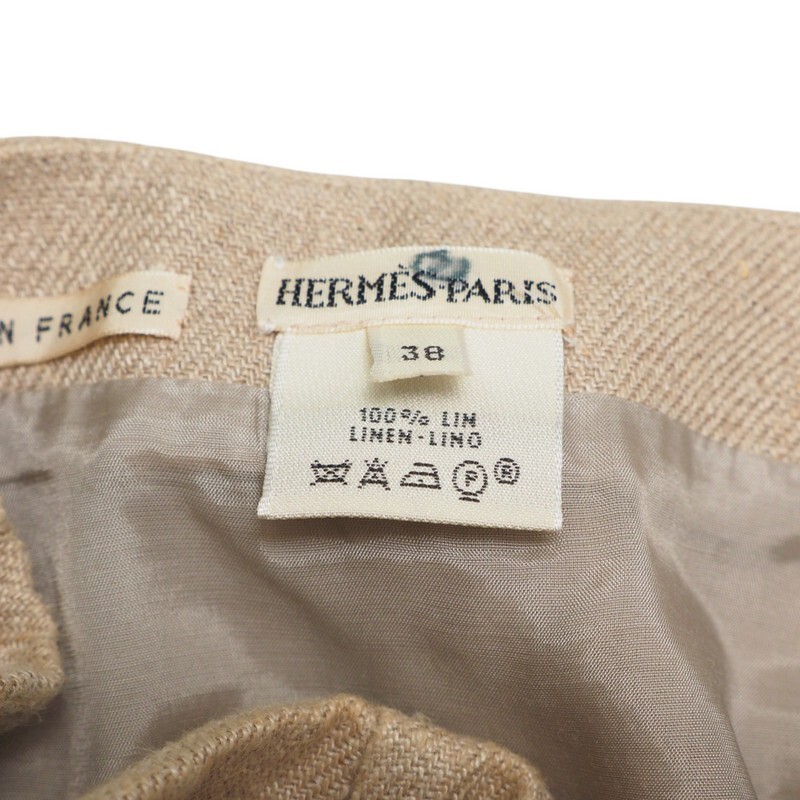 N FRANCE
HERMÈS-PARIS
38
100% LIN
LINEN-LINO
P R